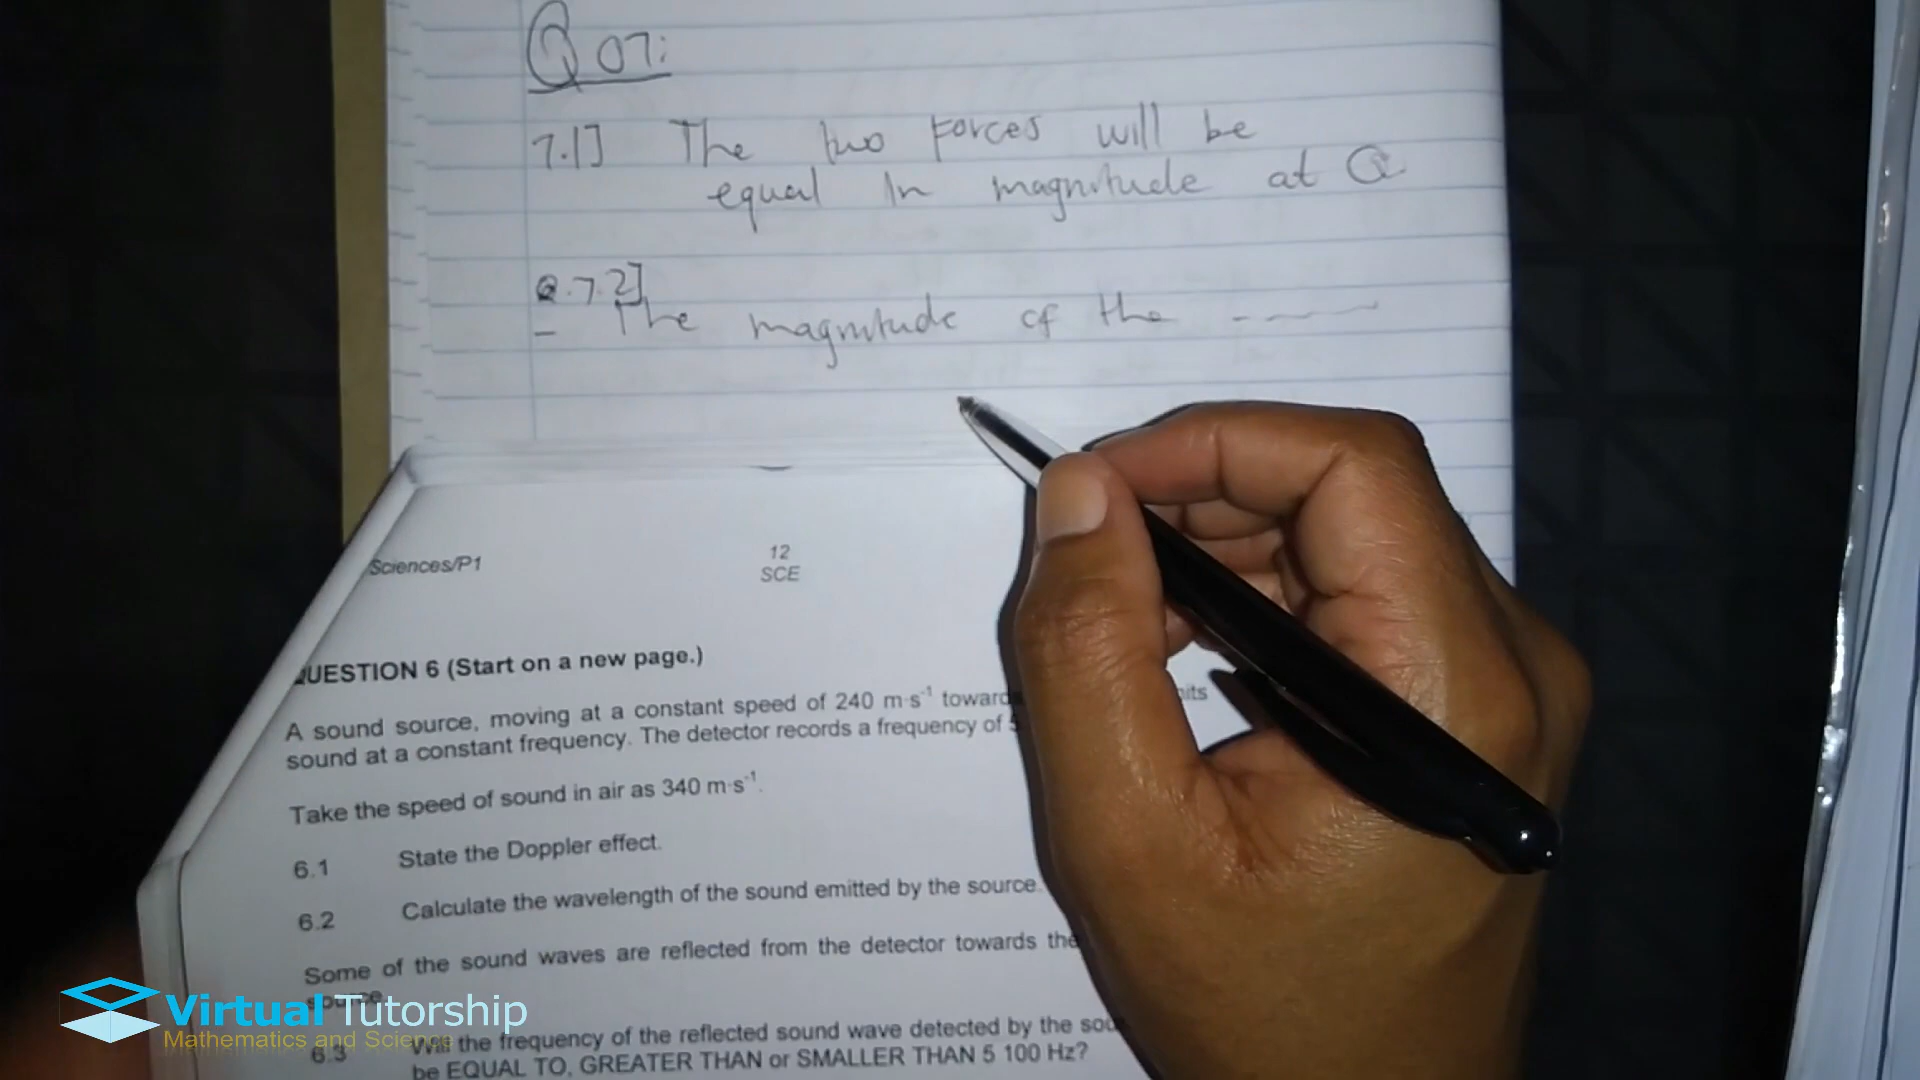 Q 07:
7.1] The two forces will be
equal in magnitude at Q
Q.7.2]
– The magnitude of the ----
Sciences/P1
12
SCE
QUESTION 6 (Start on a new page.)
A sound source, moving at a constant speed of 240 m·s⁻¹ towards
sound at a constant frequency. The detector records a frequency of 5
Take the speed of sound in air as 340 m·s⁻¹.
6.1 State the Doppler effect.
6.2 Calculate the wavelength of the sound emitted by the source.
Some of the sound waves are reflected from the detector towards the
source
6.3 Will the frequency of the reflected sound wave detected by the
be EQUAL TO, GREATER THAN or SMALLER THAN 5 100 Hz?
Virtual Tutorship
Mathematics and Science